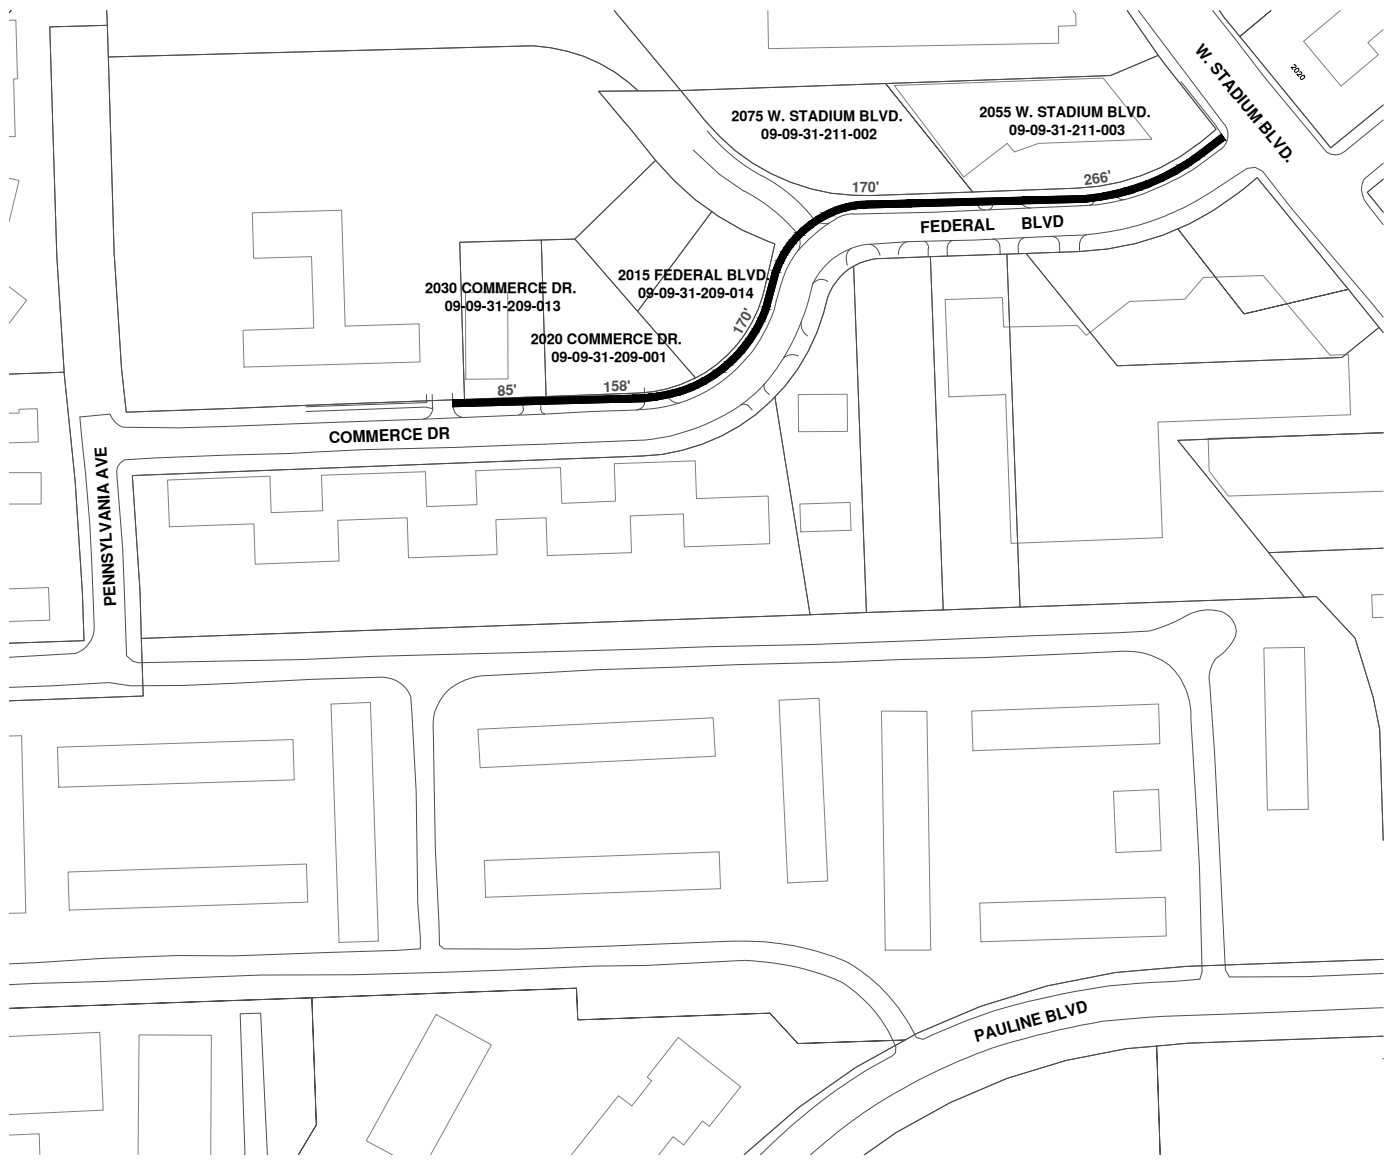 W. STADIUM BLVD.
2020
2075 W. STADIUM BLVD.
09-09-31-211-002
2055 W. STADIUM BLVD.
09-09-31-211-003
170'
266'
FEDERAL BLVD
2015 FEDERAL BLVD.
09-09-31-209-014
2030 COMMERCE DR.
09-09-31-209-013
170'
2020 COMMERCE DR.
09-09-31-209-001
85'
158'
COMMERCE DR
PENNSYLVANIA AVE
PAULINE BLVD